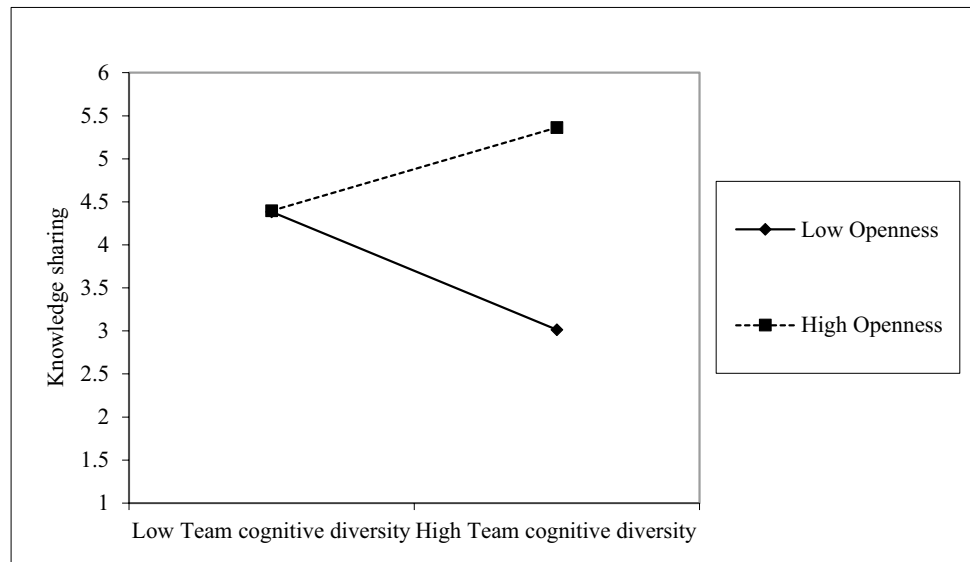 6
5.5
5
4.5
4
3.5
3
2.5
2
1.5
1
Knowledge sharing
Low Team cognitive diversity High Team cognitive diversity
Low Openness
High Openness